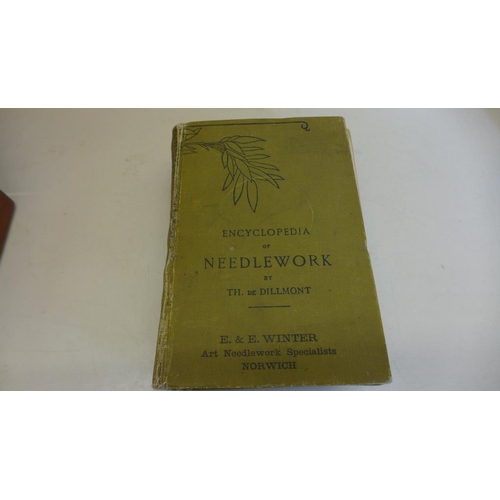 ENCYCLOPEDIA
OF
NEEDLEWORK
BY
TH. DE DILLMONT
E. & E. WINTER
Art Needlework Specialists
NORWICH